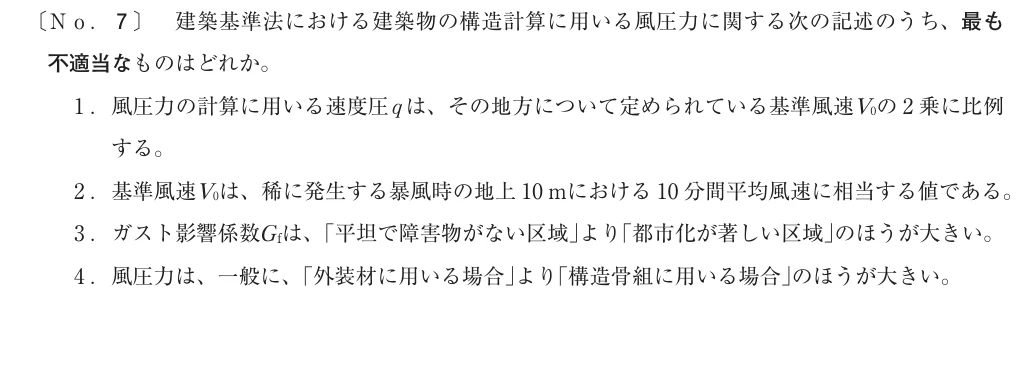 〔Ｎｏ．７〕　建築基準法における建築物の構造計算に用いる風圧力に関する次の記述のうち、最も
不適当なものはどれか。
１．風圧力の計算に用いる速度圧qは、その地方について定められている基準風速V₀の２乗に比例
する。
２．基準風速V₀は、稀に発生する暴風時の地上10ｍにおける10分間平均風速に相当する値である。
３．ガスト影響係数Gfは、「平坦で障害物がない区域」より「都市化が著しい区域」のほうが大きい。
４．風圧力は、一般に、「外装材に用いる場合」より「構造骨組に用いる場合」のほうが大きい。